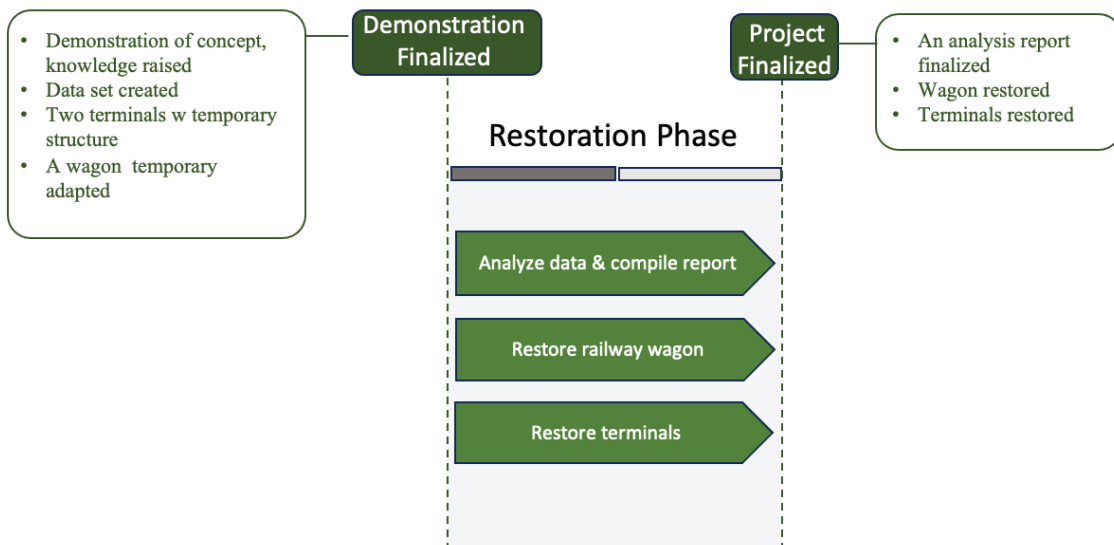 • Demonstration of concept,
knowledge raised
• Data set created
• Two terminals w temporary
structure
• A wagon temporary
adapted
Demonstration
Finalized
Project
Finalized
• An analysis report
finalized
• Wagon restored
• Terminals restored
Restoration Phase
Analyze data & compile report
Restore railway wagon
Restore terminals